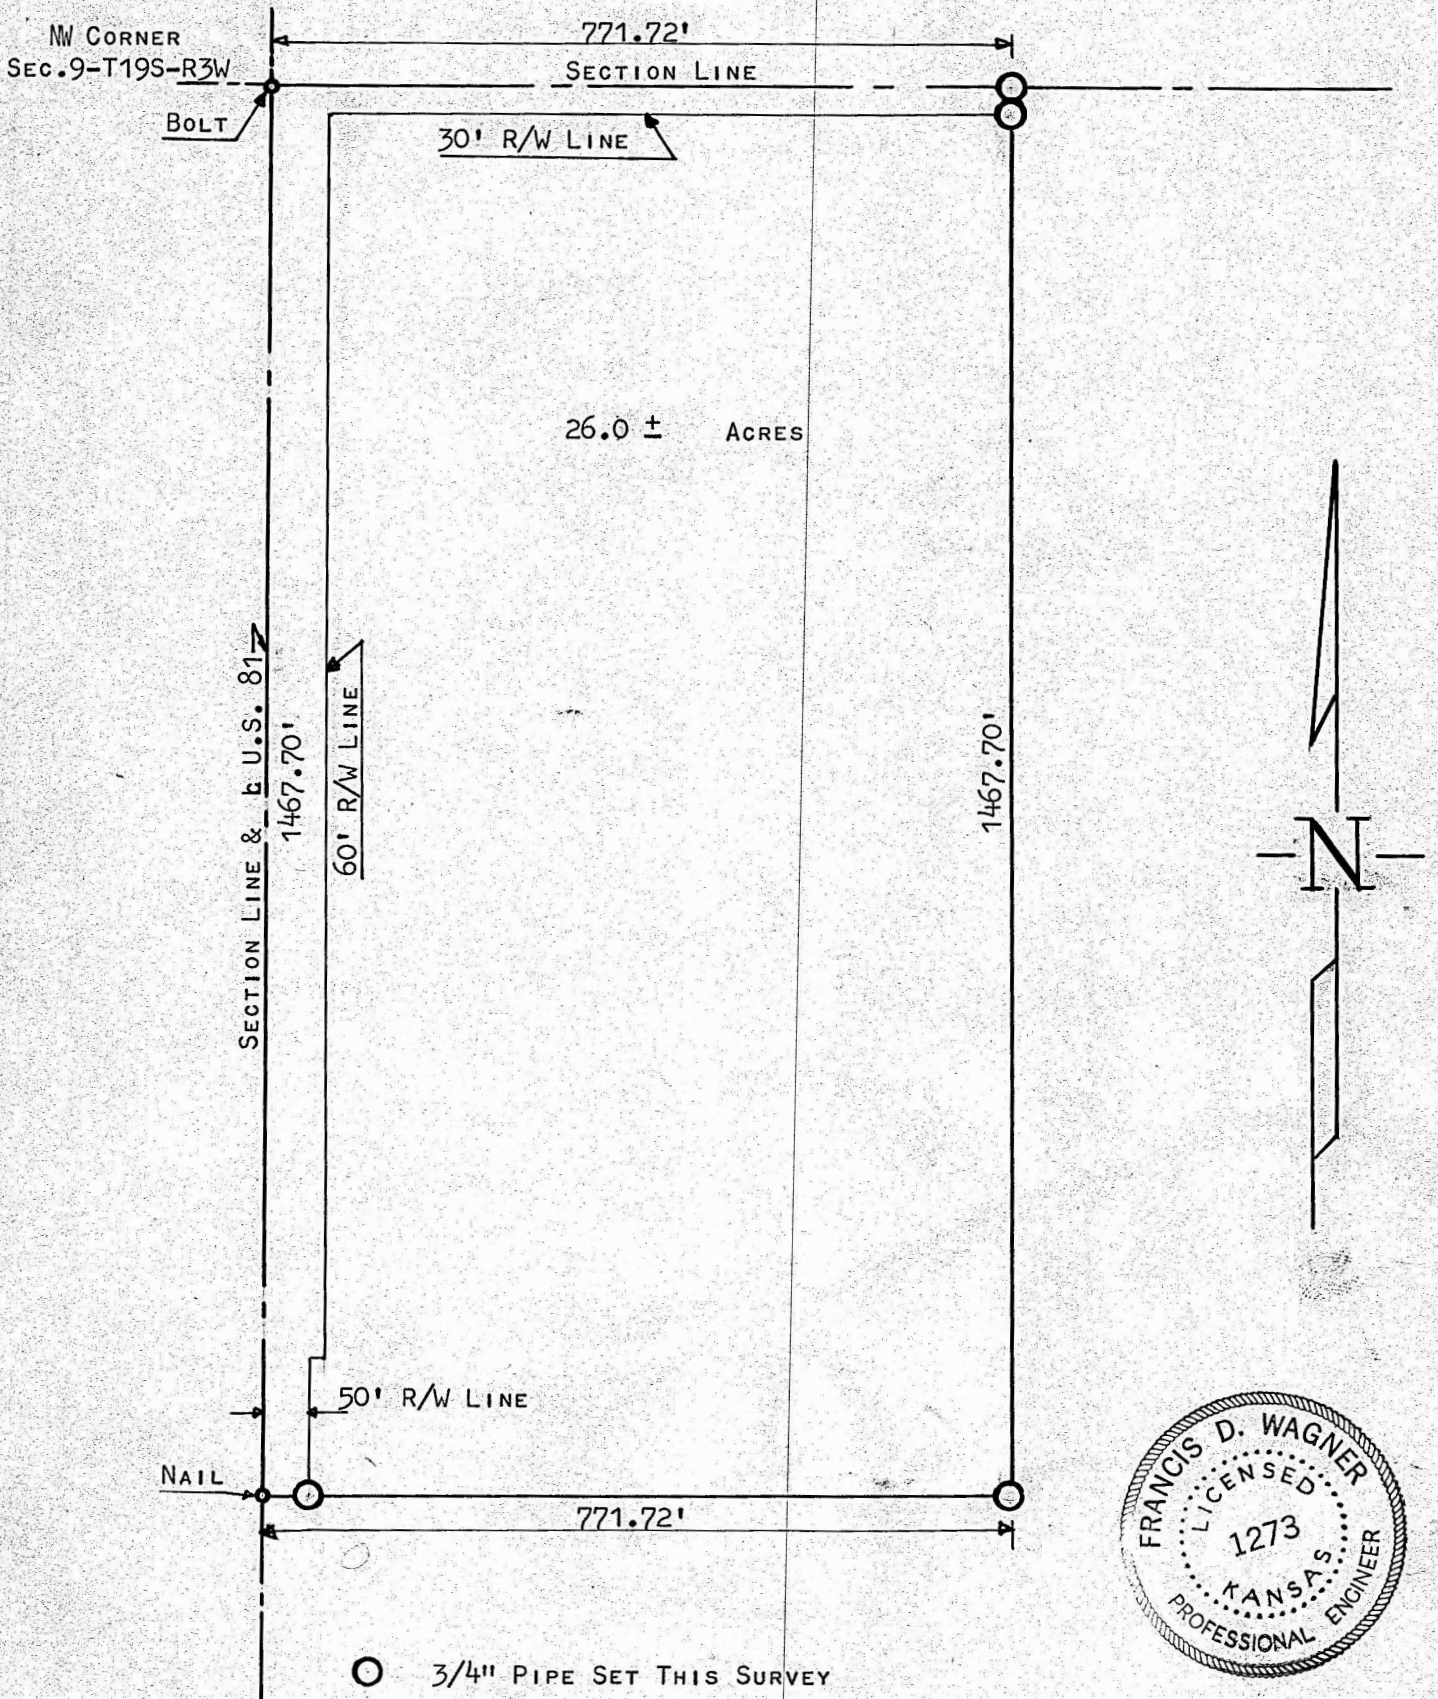 771.72'
NW CORNER
SEC.9-T19S-R3W
SECTION LINE
BOLT
30' R/W LINE
26.0 ± ACRES
SECTION LINE & ℄ U.S. 81
1467.70'
60' R/W LINE
1467.70'
N
50' R/W LINE
NAIL
771.72'
FRANCIS D. WAGNER
LICENSED
1273
KANSAS
PROFESSIONAL ENGINEER
3/4" PIPE SET THIS SURVEY